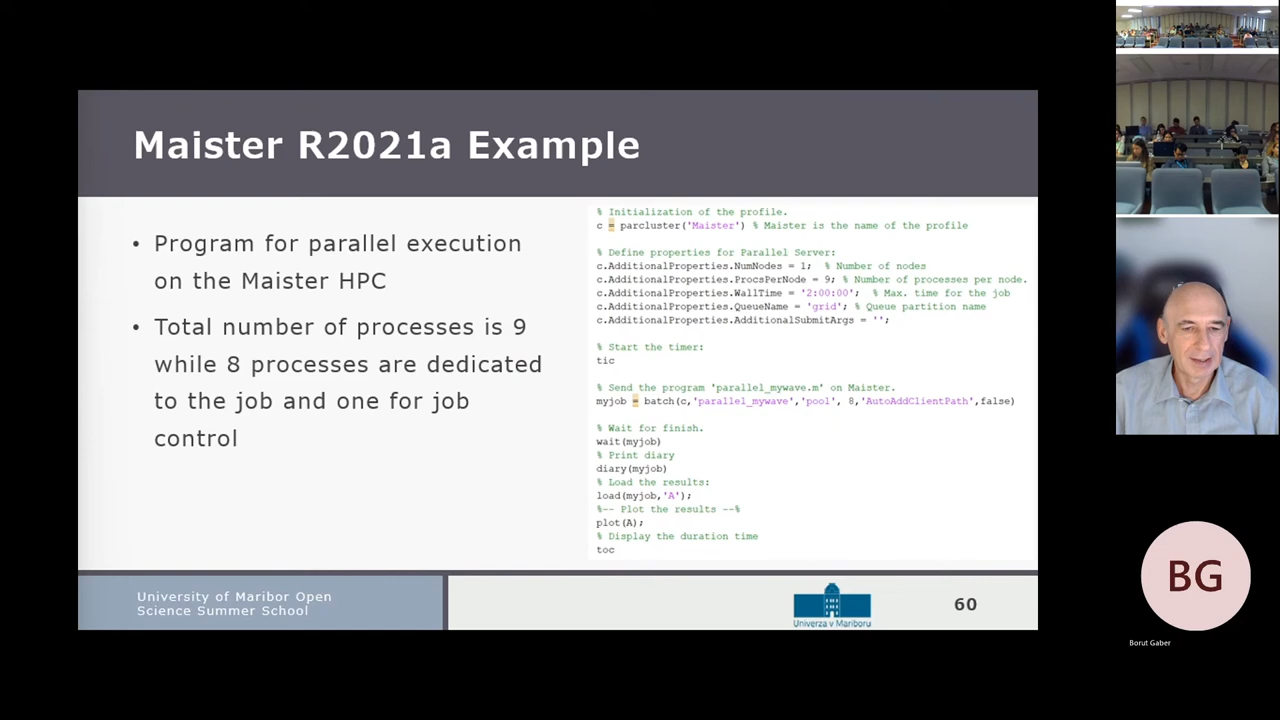 Maister R2021a Example
• Program for parallel execution
on the Maister HPC
• Total number of processes is 9
while 8 processes are dedicated
to the job and one for job
control
% Initialization of the profile.
c = parcluster('Maister') % Maister is the name of the profile
% Define properties for Parallel Server:
c.AdditionalProperties.NumNodes = 1; % Number of nodes
c.AdditionalProperties.ProcsPerNode = 9; % Number of processes per node.
c.AdditionalProperties.WallTime = '2:00:00'; % Max. time for the job
c.AdditionalProperties.QueueName = 'grid'; % Queue partition name
c.AdditionalProperties.AdditionalSubmitArgs = '';
% Start the timer:
tic
% Send the program 'parallel_mywave.m' on Maister.
myjob = batch(c,'parallel_mywave','pool', 8,'AutoAddClientPath',false)
% Wait for finish.
wait(myjob)
% Print diary
diary(myjob)
% Load the results:
load(myjob,'A');
%-- Plot the results --%
plot(A);
% Display the duration time
toc
University of Maribor Open
Science Summer School
Univerza v Mariboru
60
BG
Borut Gaber